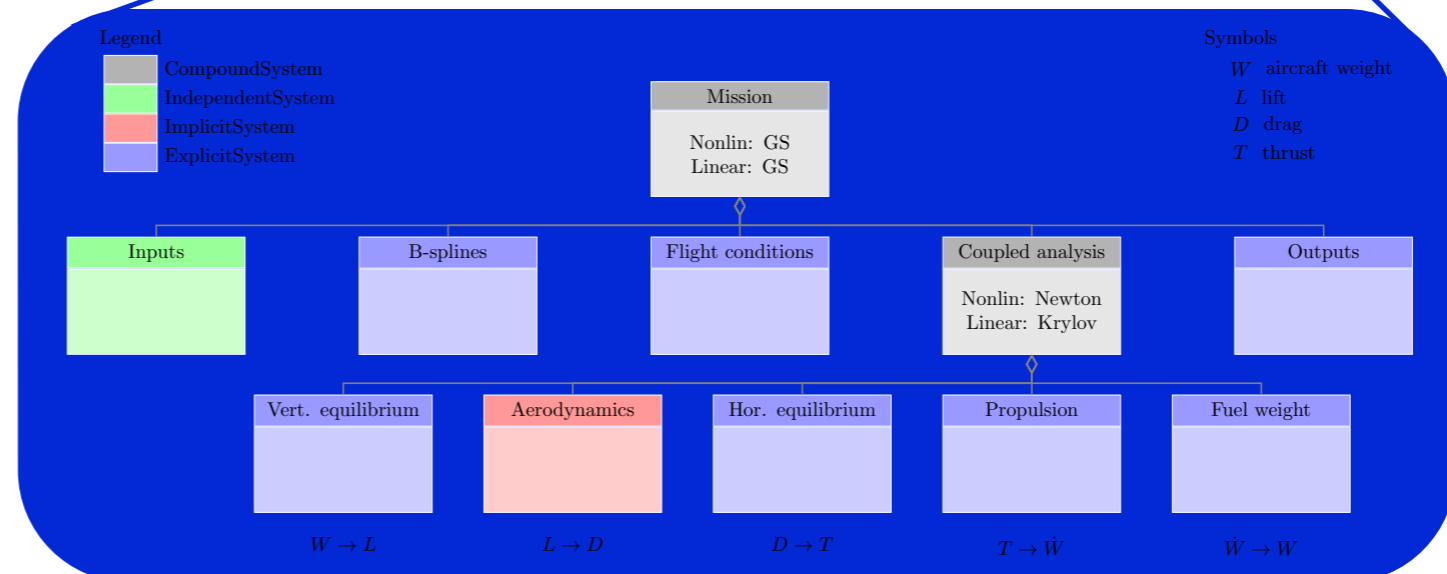 Legend
CompoundSystem
IndependentSystem
ImplicitSystem
ExplicitSystem
Symbols
W aircraft weight
L lift
D drag
T thrust
Mission
Nonlin: GS
Linear: GS
Inputs
B-splines
Flight conditions
Coupled analysis
Nonlin: Newton
Linear: Krylov
Outputs
Vert. equilibrium
Aerodynamics
Hor. equilibrium
Propulsion
Fuel weight
W → L
L → D
D → T
T → Ẇ
Ẇ → W